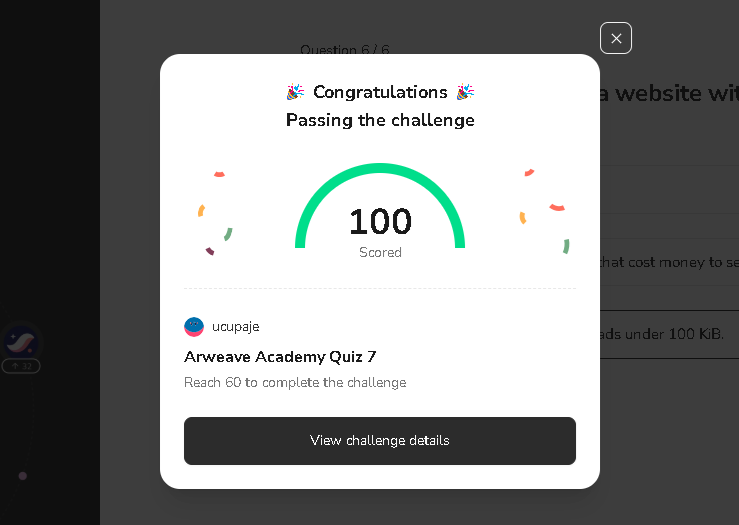 Question 6 / 6
a website wit
🎉 Congratulations 🎉
Passing the challenge
100
Scored
that cost money to se
ucupaje
ads under 100 KiB.
Arweave Academy Quiz 7
32
Reach 60 to complete the challenge
View challenge details